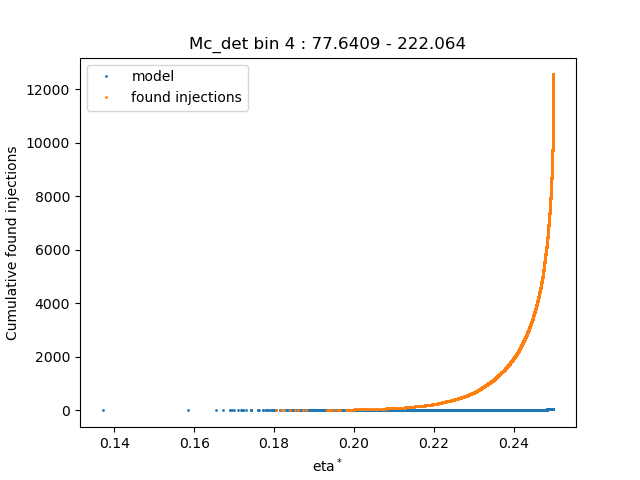 Mc_det bin 4 : 77.6409 - 222.064
model
found injections
Cumulative found injections
12000
10000
8000
6000
4000
2000
0
0.14 0.16 0.18 0.20 0.22 0.24
eta*